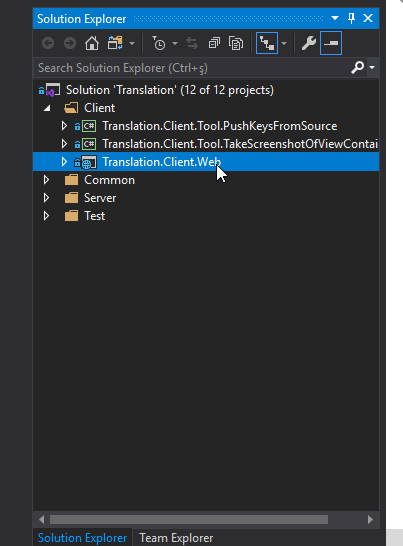 Solution Explorer
Search Solution Explorer (Ctrl+ş)
Solution 'Translation' (12 of 12 projects)
Client
C# Translation.Client.Tool.PushKeysFromSource
C# Translation.Client.Tool.TakeScreenshotOfViewContai
Translation.Client.Web
Common
Server
Test
Solution Explorer Team Explorer